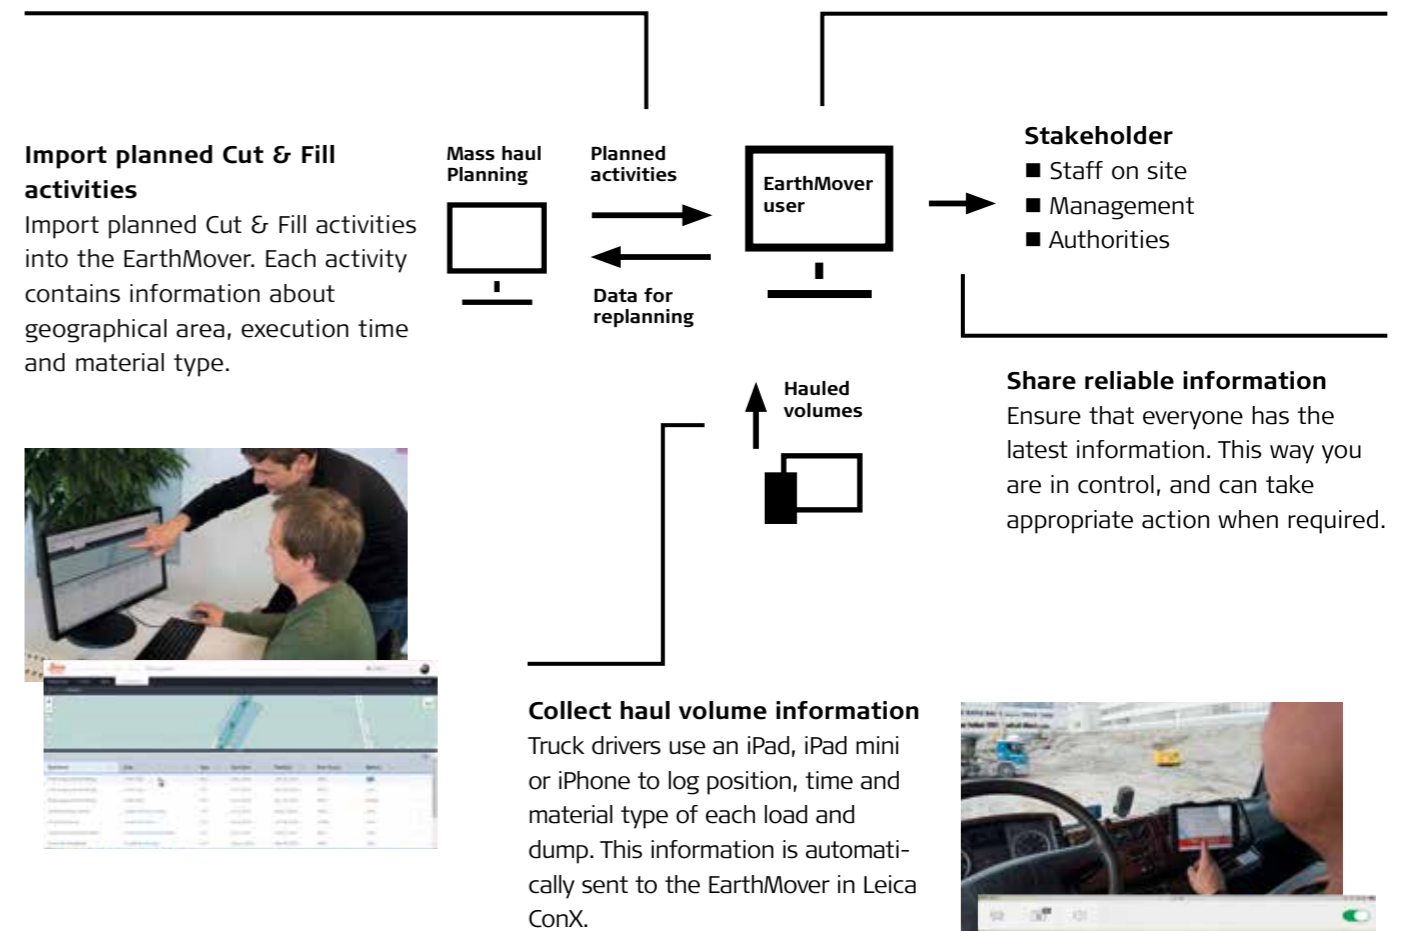 Import planned Cut & Fill
activities
Import planned Cut & Fill activities
into the EarthMover. Each activity
contains information about
geographical area, execution time
and material type.
Mass haul
Planning
Planned
activities
Data for
replanning
EarthMover
user
Hauled
volumes
Stakeholder
■ Staff on site
■ Management
■ Authorities
Share reliable information
Ensure that everyone has the
latest information. This way you
are in control, and can take
appropriate action when required.
Collect haul volume information
Truck drivers use an iPad, iPad mini
or iPhone to log position, time and
material type of each load and
dump. This information is automati-
cally sent to the EarthMover in Leica
ConX.